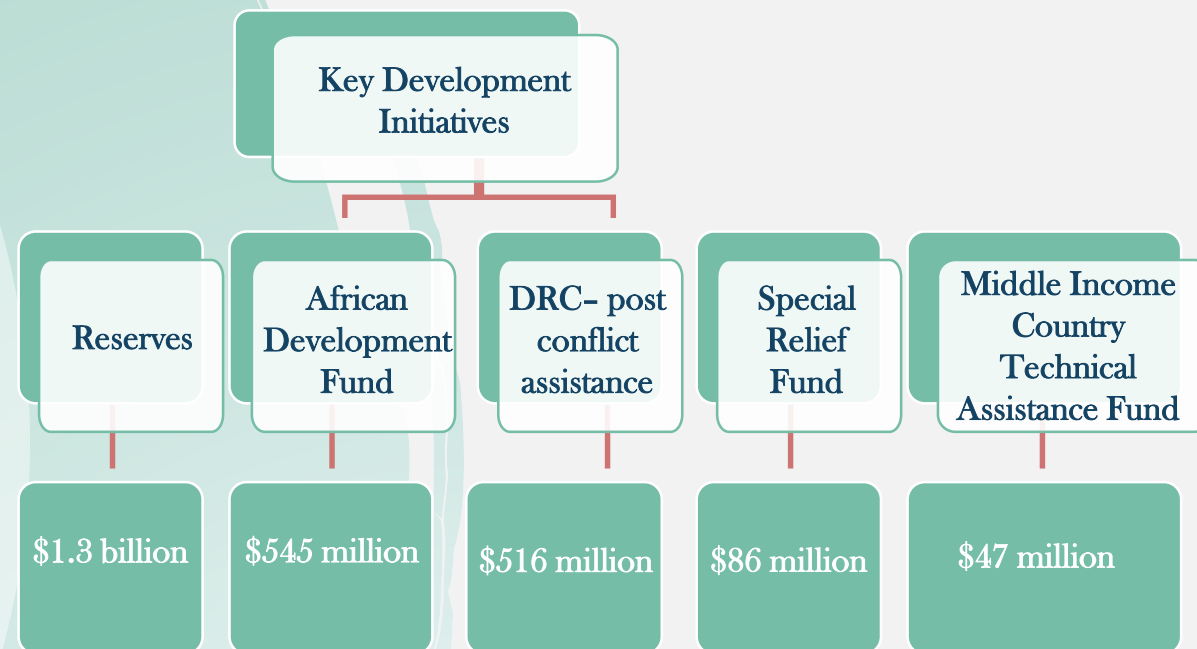 Key Development
Initiatives
Reserves
African
Development
Fund
DRC– post
conflict
assistance
Special
Relief
Fund
Middle Income
Country
Technical
Assistance Fund
$1.3 billion
$545 million
$516 million
$86 million
$47 million